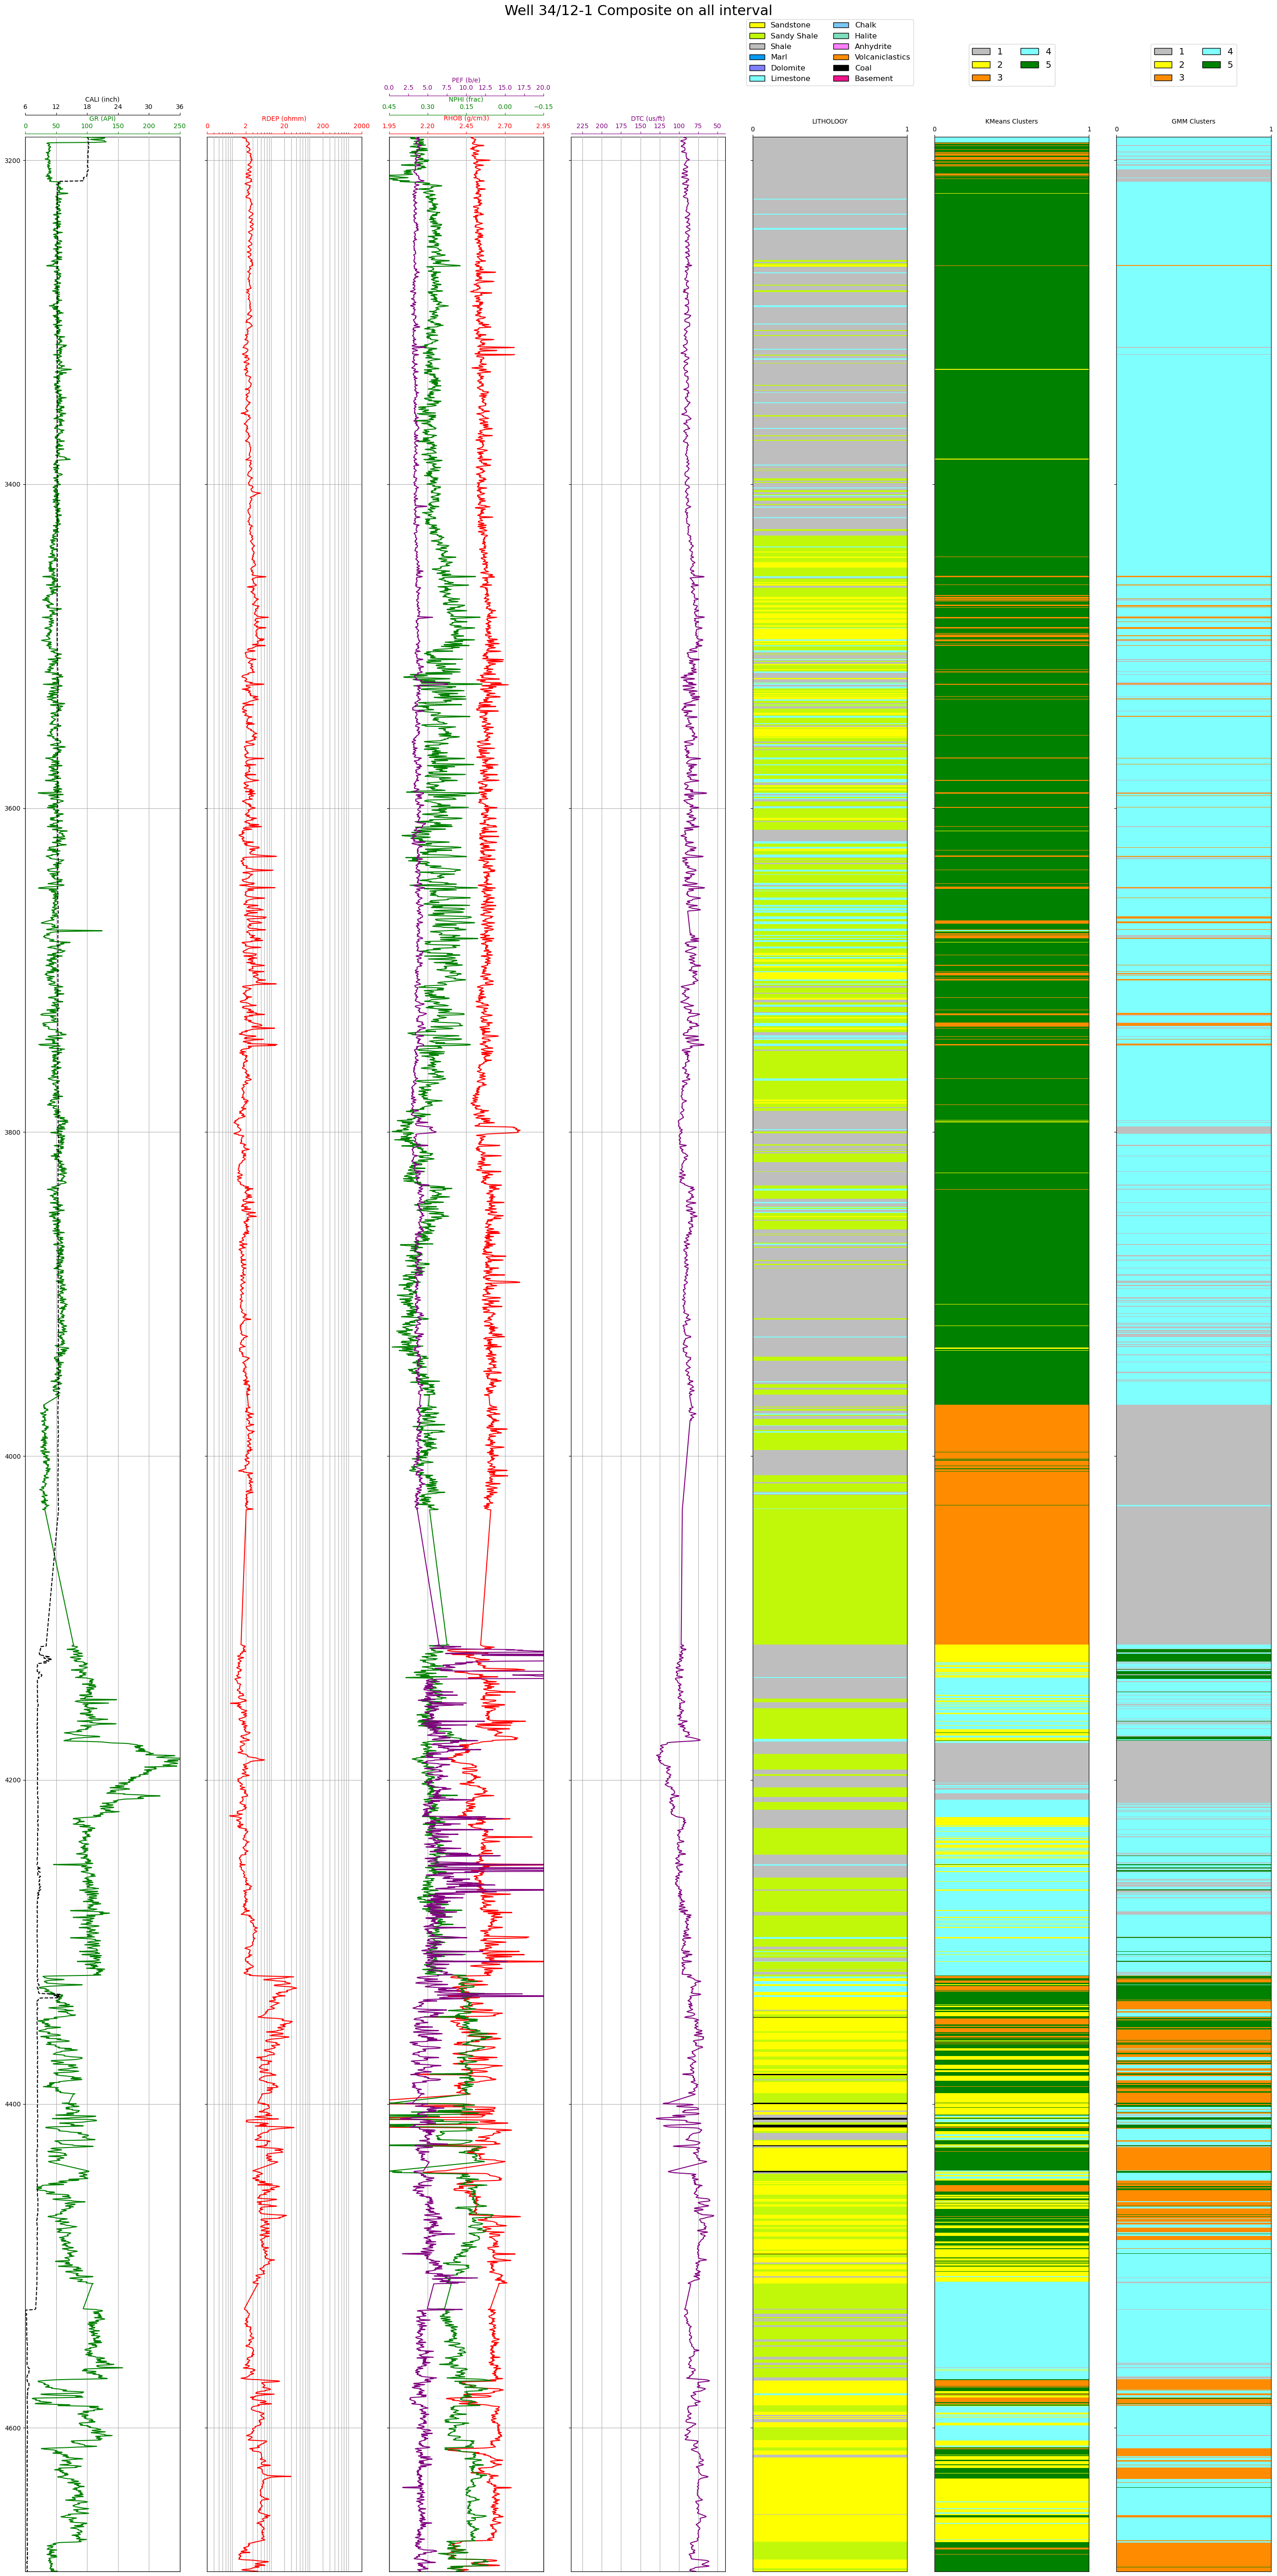 Well 34/12-1 Composite on all interval
Sandstone Chalk
Sandy Shale Halite
Shale Anhydrite
Marl Volcaniclastics
Dolomite Coal
Limestone Basement
1 4
2 5
3
1 4
2 5
3
PEF (b/e)
0.0 2.5 5.0 7.5 10.0 12.5 15.0 17.5 20.0
CALI (inch)
6 12 18 24 30 36
NPHI (frac)
0.45 0.30 0.15 0.00 −0.15
GR (API)
0 50 100 150 200 250
RDEP (ohmm)
0 2 20 200 2000
RHOB (g/cm3)
1.95 2.20 2.45 2.70 2.95
DTC (us/ft)
225 200 175 150 125 100 75 50
LITHOLOGY
0 1
KMeans Clusters
0 1
GMM Clusters
0 1
3200
3400
3600
3800
4000
4200
4400
4600